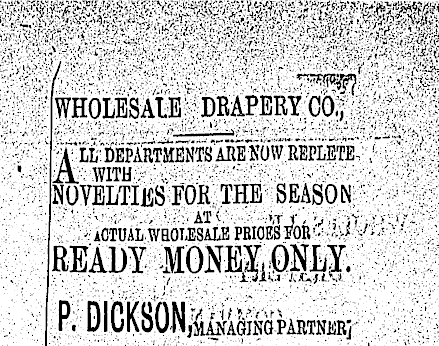 WHOLESALE DRAPERY CO.,
ALL DEPARTMENTS ARE NOW REPLETE
WITH
NOVELTIES FOR THE SEASON
AT
ACTUAL WHOLESALE PRICES FOR
READY MONEY ONLY.
P. DICKSON, MANAGING PARTNER,